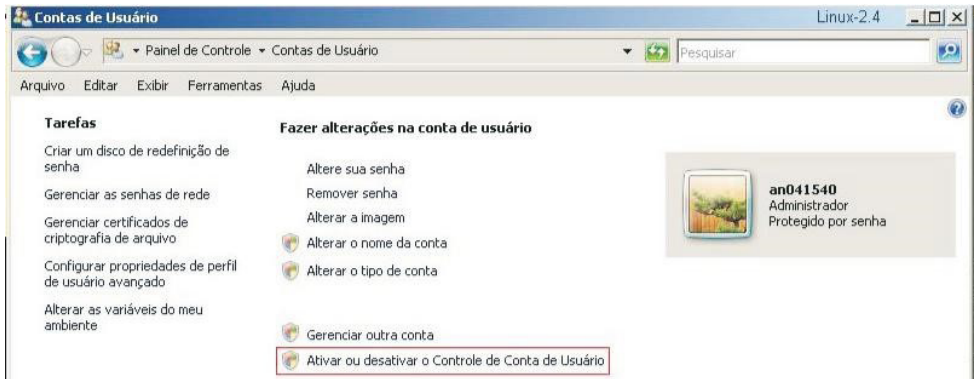 Contas de Usuário
Linux-2.4
Painel de Controle
Contas de Usuário
Pesquisar
Arquivo Editar Exibir Ferramentas Ajuda
Tarefas
Criar um disco de redefinição de
senha
Gerenciar as senhas de rede
Gerenciar certificados de
criptografia de arquivo
Configurar propriedades de perfil
de usuário avançado
Alterar as variáveis do meu
ambiente
Fazer alterações na conta de usuário
Altere sua senha
Remover senha
Alterar a imagem
Alterar o nome da conta
Alterar o tipo de conta
Gerenciar outra conta
Ativar ou desativar o Controle de Conta de Usuário
an041540
Administrador
Protegido por senha